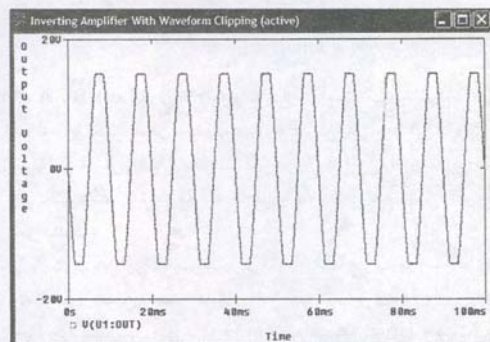 Inverting Amplifier With Waveform Clipping (active)
Output Voltage
20V
0V
-20V
0s
20ms
40ms
60ms
80ms
100ms
V(U1:OUT)
Time